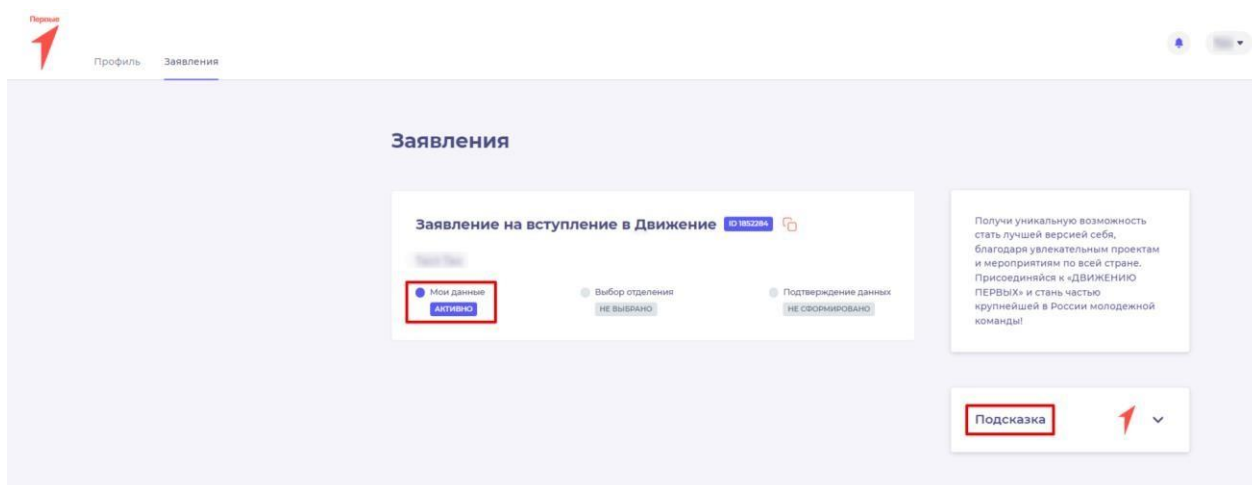 Первые
Профиль
Заявления
Заявления
Заявление на вступление в Движение
ID 1852284
Мои данные
АКТИВНО
Выбор отделения
НЕ ВЫБРАНО
Подтверждение данных
НЕ СФОРМИРОВАНО
Получи уникальную возможность
стать лучшей версией себя,
благодаря увлекательным проектам
и мероприятиям по всей стране.
Присоединяйся к «ДВИЖЕНИЮ
ПЕРВЫХ» и стань частью
крупнейшей в России молодежной
команды!
Подсказка